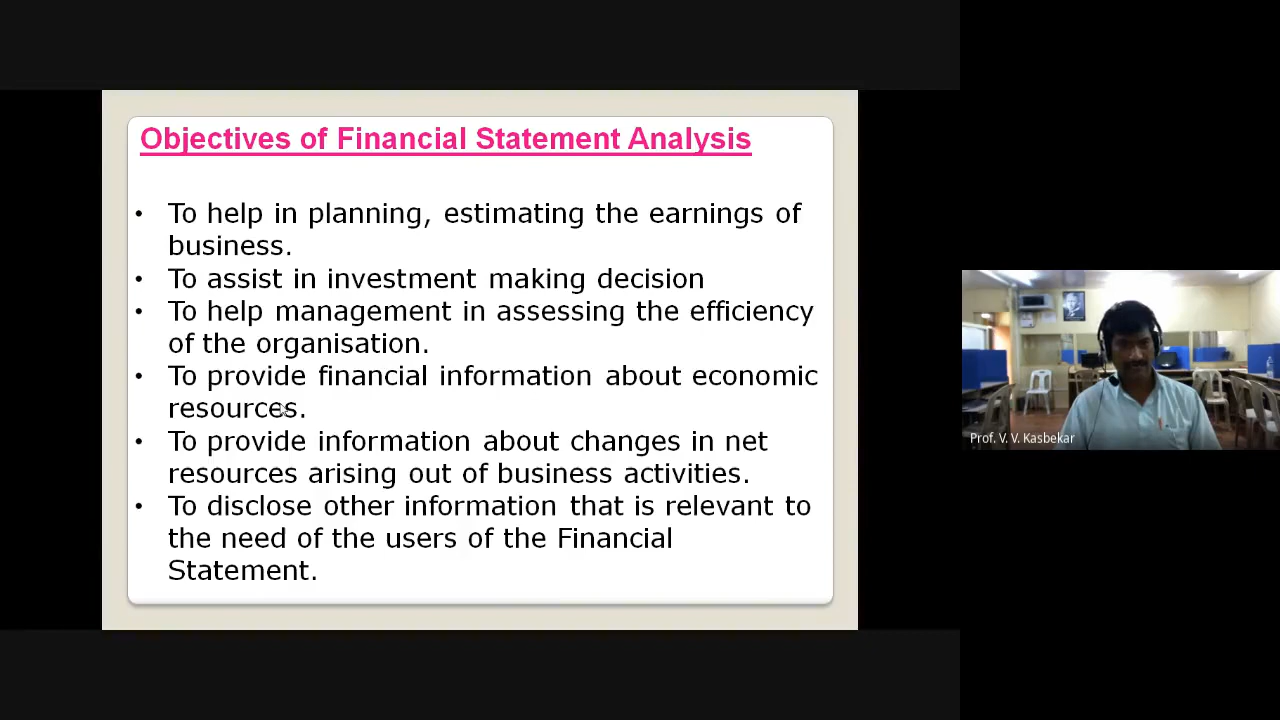 Objectives of Financial Statement Analysis
• To help in planning, estimating the earnings of
business.
• To assist in investment making decision
• To help management in assessing the efficiency
of the organisation.
• To provide financial information about economic
resources.
• To provide information about changes in net
resources arising out of business activities.
• To disclose other information that is relevant to
the need of the users of the Financial
Statement.
Prof. V. V. Kasbekar